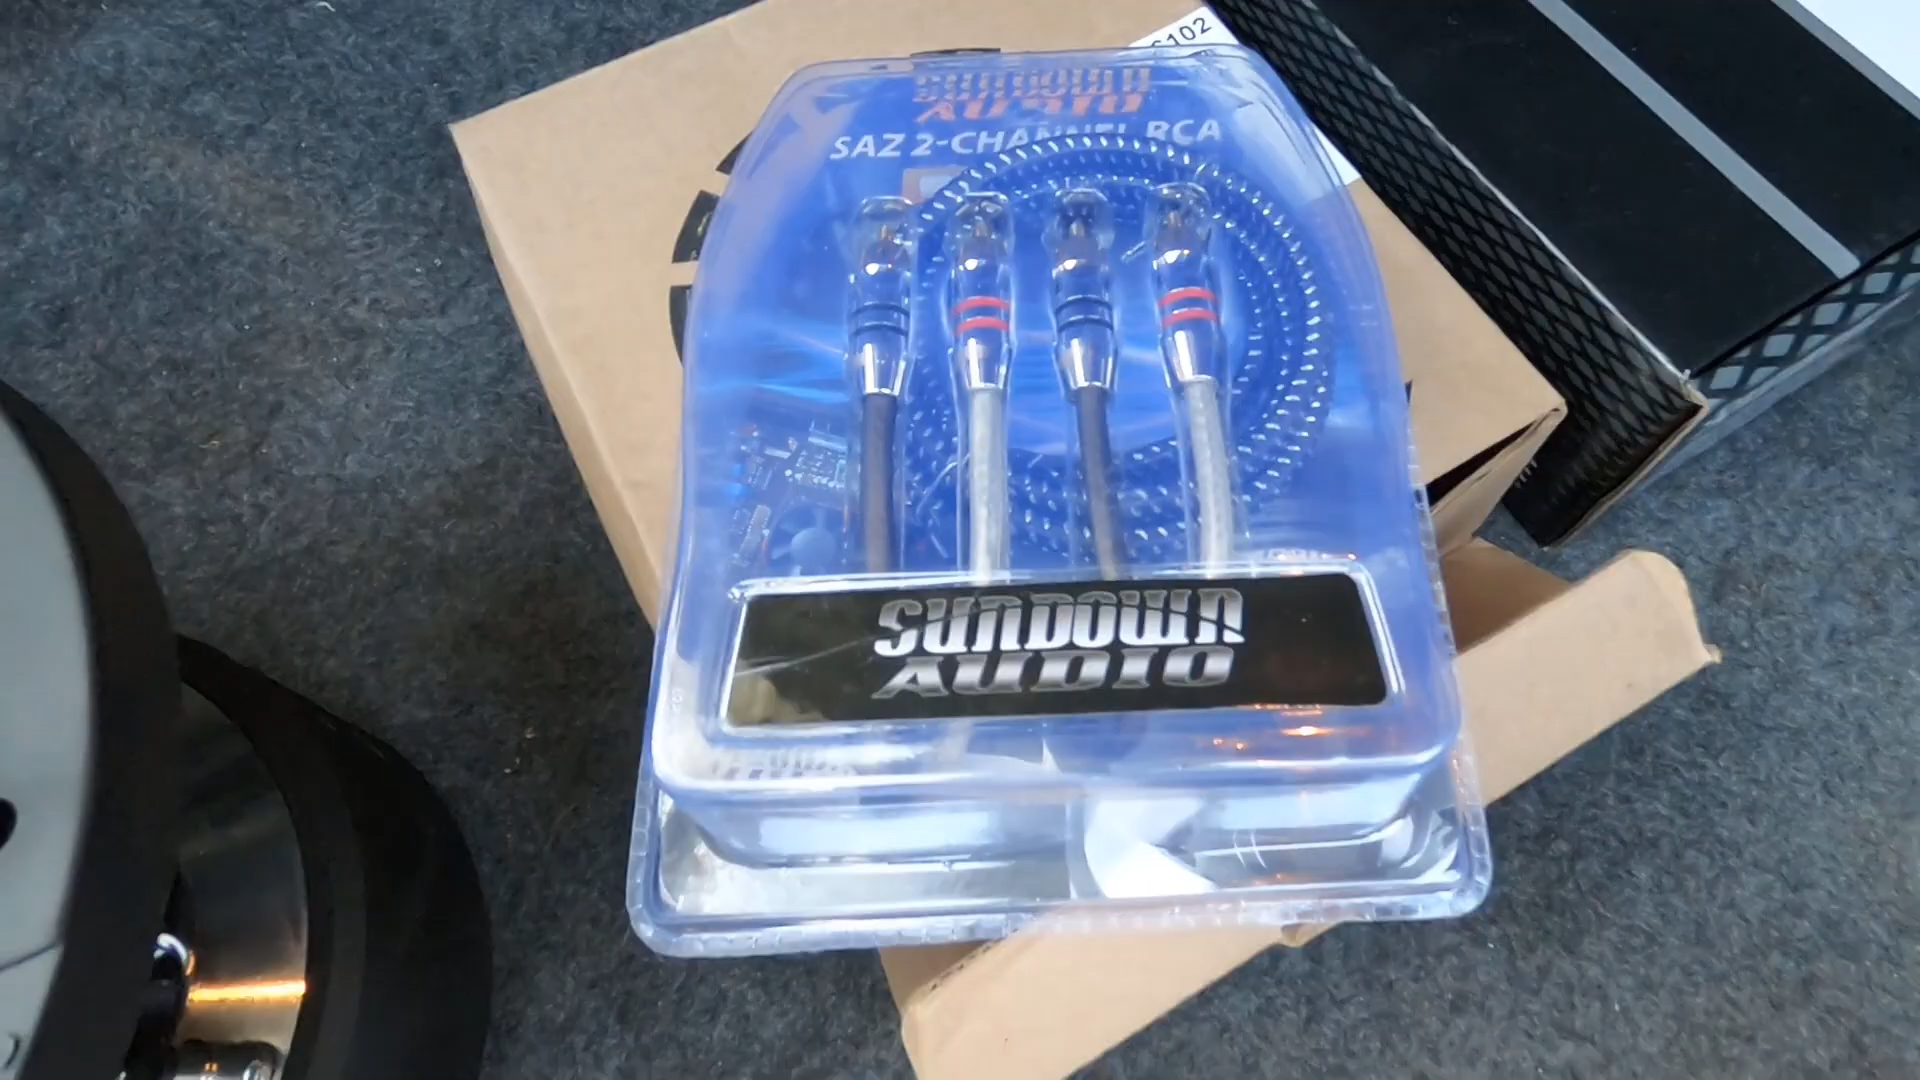 SUNDOWN
AUDIO
SAZ 2-CHANNEL RCA
SUNDOWN
AUDIO